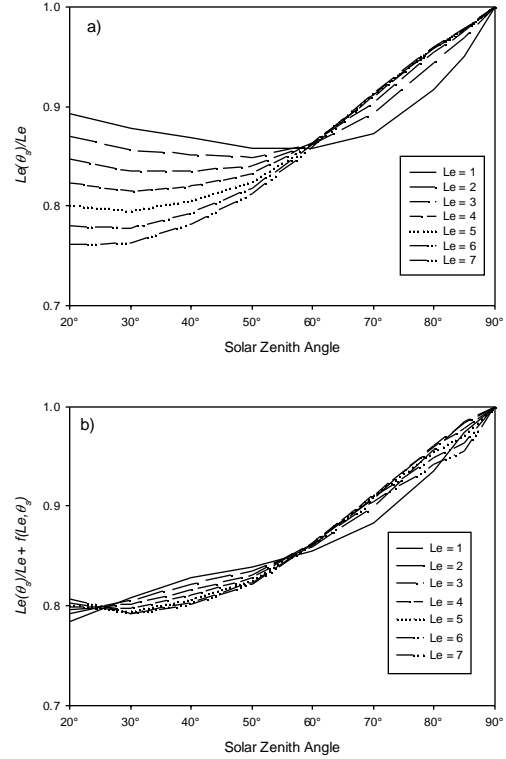 a)
1.0
0.9
0.8
0.7
Le(θs)/Le
Le = 1
Le = 2
Le = 3
Le = 4
Le = 5
Le = 6
Le = 7
20° 30° 40° 50° 60° 70° 80° 90°
Solar Zenith Angle
b)
1.0
0.9
0.8
0.7
Le(θs)/Le + f(Le,θs)
Le = 1
Le = 2
Le = 3
Le = 4
Le = 5
Le = 6
Le = 7
20° 30° 40° 50° 60° 70° 80° 90°
Solar Zenith Angle